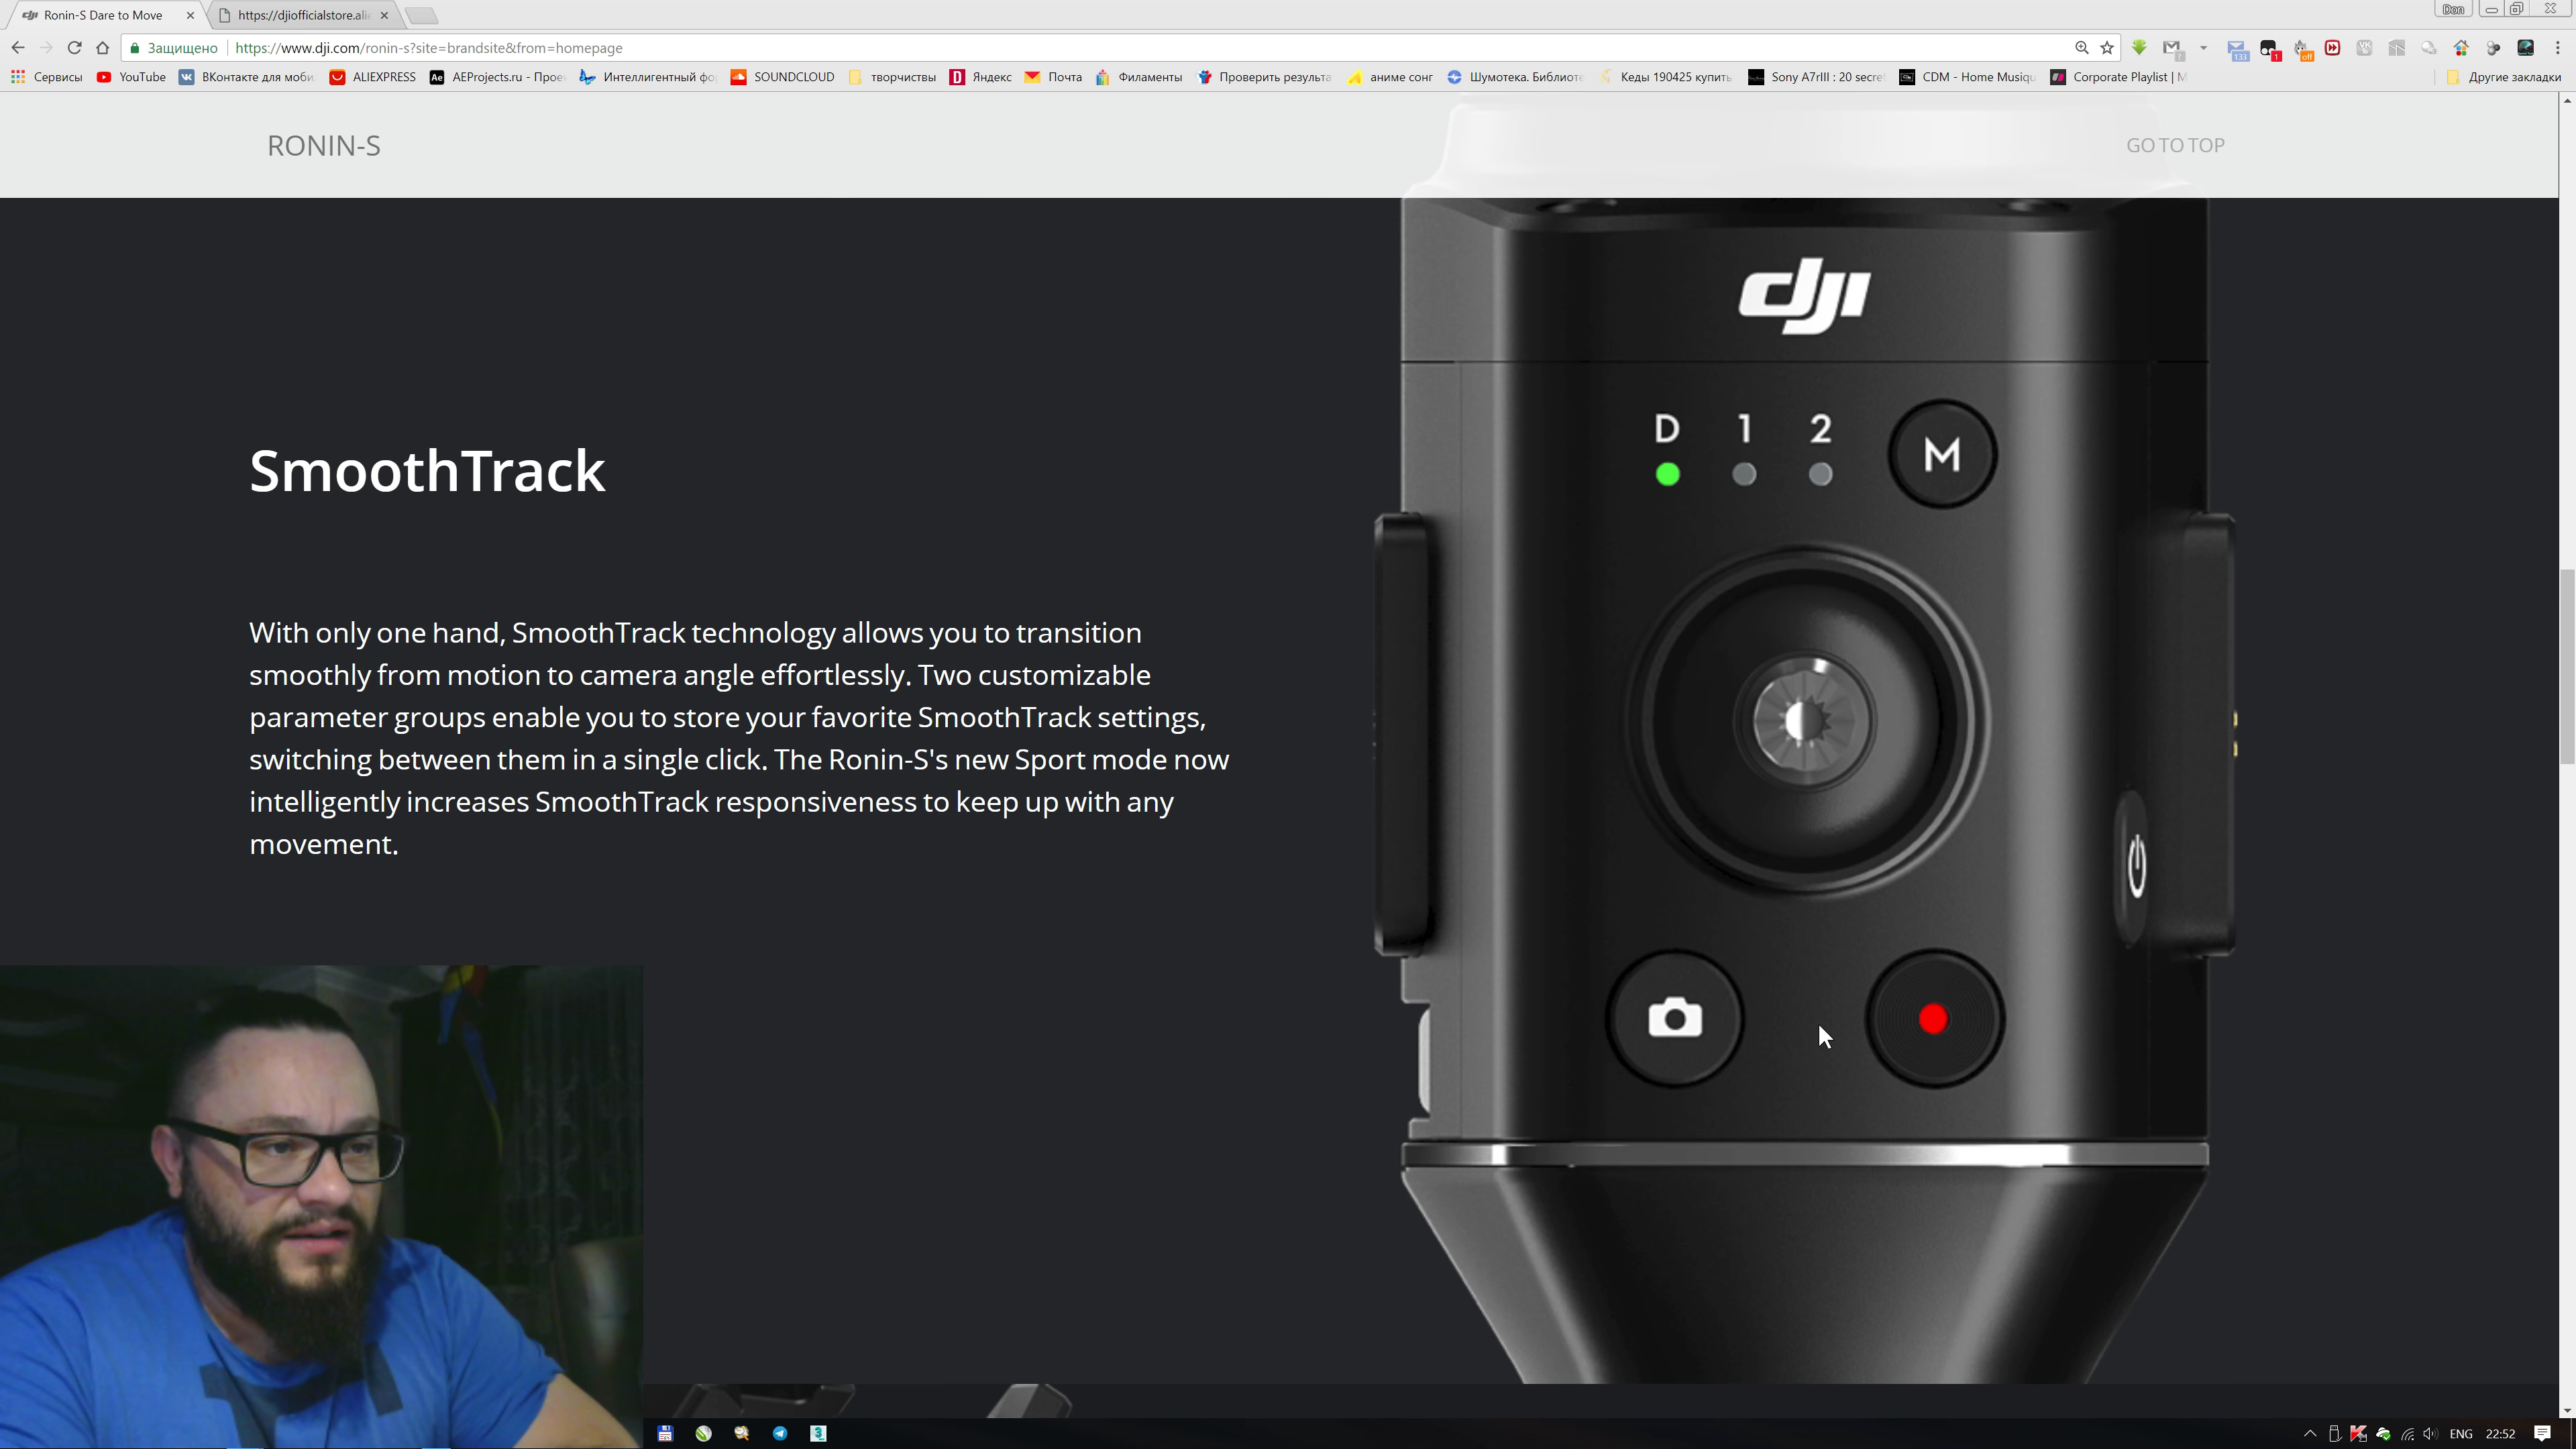 Ronin-S Dare to Move
https://djiofficialstore.ali
Don
Защищено
https://www.dji.com/ronin-s?site=brandsite&from=homepage
Сервисы
YouTube
ВКонтакте для моби
ALIEXPRESS
AEProjects.ru - Прое
Интеллигентный фо
SOUNDCLOUD
творчиствы
Яндекс
Почта
Филаменты
Проверить результа
аниме сонг
Шумотека. Библиоте
Кеды 190425 купить
Sony A7rIII : 20 secre
CDM - Home Musiqu
Corporate Playlist | M
Другие закладки
RONIN-S
GO TO TOP
dji
D 1 2
M
SmoothTrack
With only one hand, SmoothTrack technology allows you to transition
smoothly from motion to camera angle effortlessly. Two customizable
parameter groups enable you to store your favorite SmoothTrack settings,
switching between them in a single click. The Ronin-S's new Sport mode now
intelligently increases SmoothTrack responsiveness to keep up with any
movement.
ENG
22:52